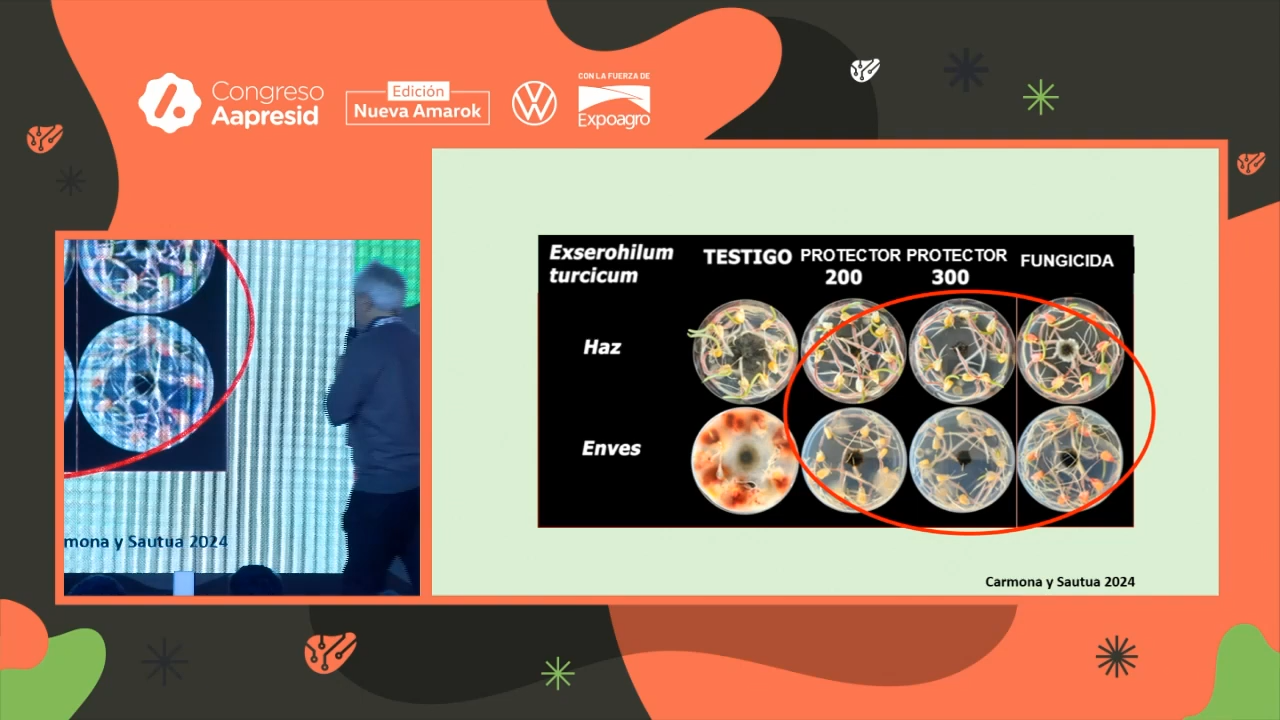 Congreso
Aapresid
Edición
Nueva Amarok
CON LA FUERZA DE
Expoagro
Exserohilum
turcicum
TESTIGO
PROTECTOR
200
PROTECTOR
300
FUNGICIDA
Haz
Enves
Carmona y Sautua 2024
mona y Sautua 2024